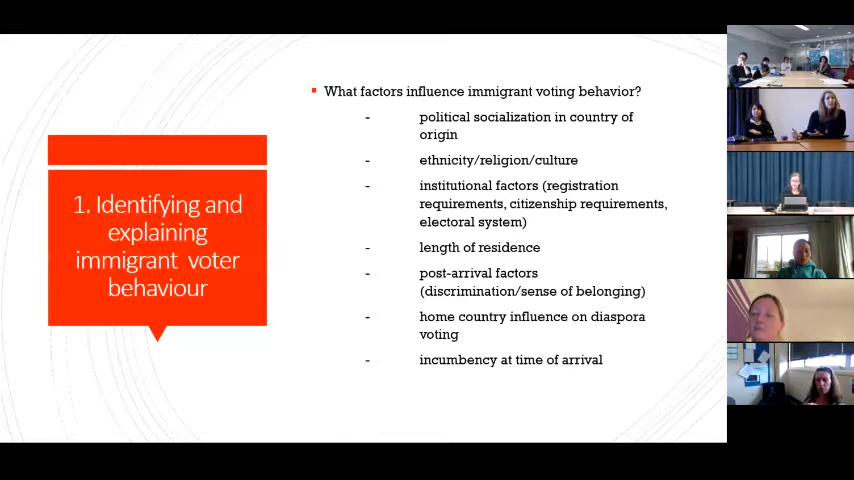 1. Identifying and
explaining
immigrant voter
behaviour
▪ What factors influence immigrant voting behavior?
- political socialization in country of
origin
- ethnicity/religion/culture
- institutional factors (registration
requirements, citizenship requirements,
electoral system)
- length of residence
- post-arrival factors
(discrimination/sense of belonging)
- home country influence on diaspora
voting
- incumbency at time of arrival